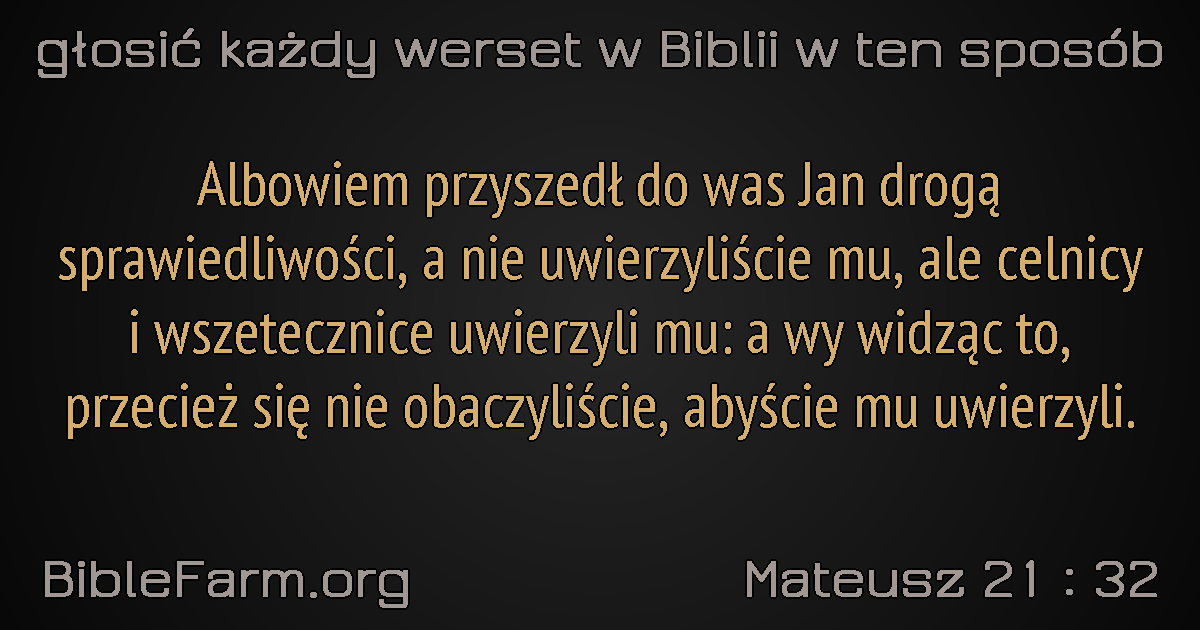 głosić każdy werset w Biblii w ten sposób
Albowiem przyszedł do was Jan drogą
sprawiedliwości, a nie uwierzyliście mu, ale celnicy
i wszetecznice uwierzyli mu: a wy widząc to,
przecież się nie obaczyliście, abyście mu uwierzyli.
BibleFarm.org
Mateusz 21 : 32